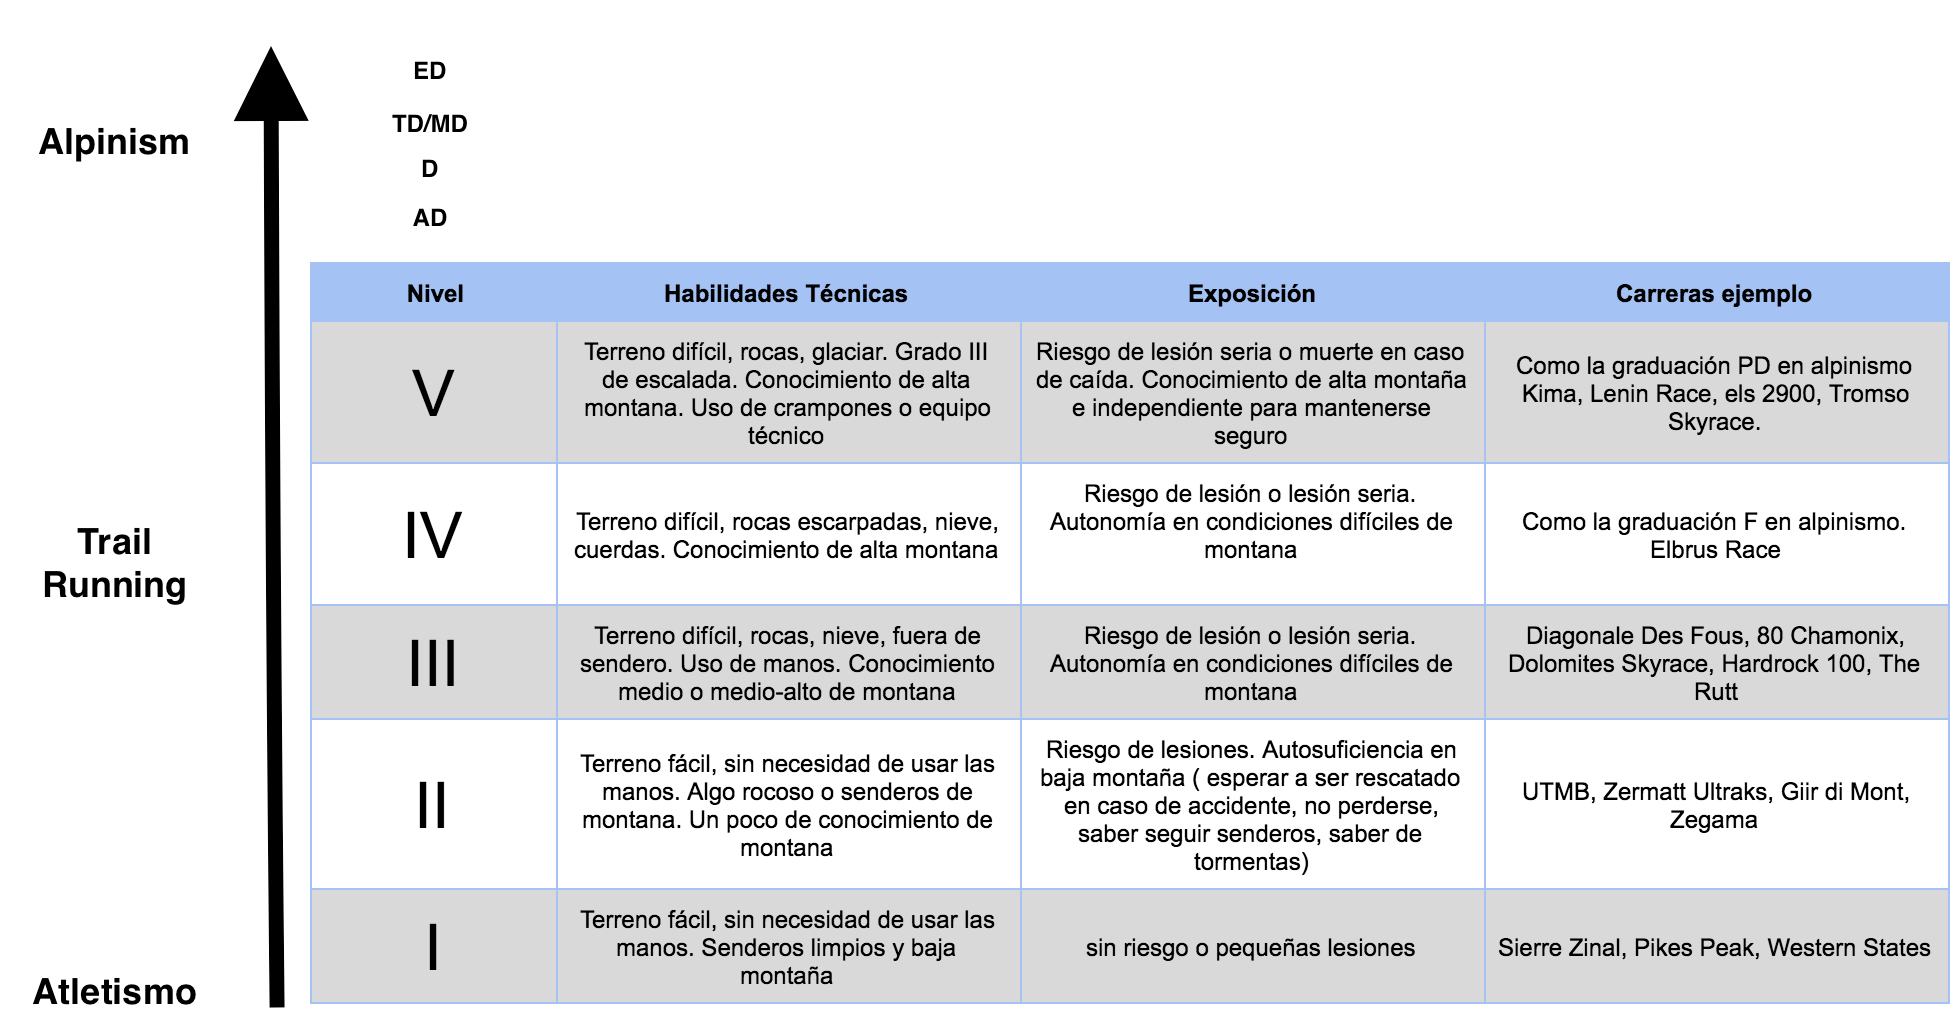 ED
TD/MD
Alpinism
D
AD
Nivel
Habilidades Técnicas
Exposición
Carreras ejemplo
V
Terreno difícil, rocas, glaciar. Grado III
de escalada. Conocimiento de alta
montana. Uso de crampones o equipo
técnico
Riesgo de lesión seria o muerte en caso
de caída. Conocimiento de alta montaña
e independiente para mantenerse
seguro
Como la graduación PD en alpinismo
Kima, Lenin Race, els 2900, Tromso
Skyrace.
Trail
Running
IV
Terreno difícil, rocas escarpadas, nieve,
cuerdas. Conocimiento de alta montana
Riesgo de lesión o lesión seria.
Autonomía en condiciones difíciles de
montana
Como la graduación F en alpinismo.
Elbrus Race
III
Terreno difícil, rocas, nieve, fuera de
sendero. Uso de manos. Conocimiento
medio o medio-alto de montana
Riesgo de lesión o lesión seria.
Autonomía en condiciones difíciles de
montana
Diagonale Des Fous, 80 Chamonix,
Dolomites Skyrace, Hardrock 100, The
Rutt
II
Terreno fácil, sin necesidad de usar las
manos. Algo rocoso o senderos de
montana. Un poco de conocimiento de
montana
Riesgo de lesiones. Autosuficiencia en
baja montaña ( esperar a ser rescatado
en caso de accidente, no perderse,
saber seguir senderos, saber de
tormentas)
UTMB, Zermatt Ultraks, Giir di Mont,
Zegama
I
Terreno fácil, sin necesidad de usar las
manos. Senderos limpios y baja
montaña
sin riesgo o pequeñas lesiones
Sierre Zinal, Pikes Peak, Western States
Atletismo